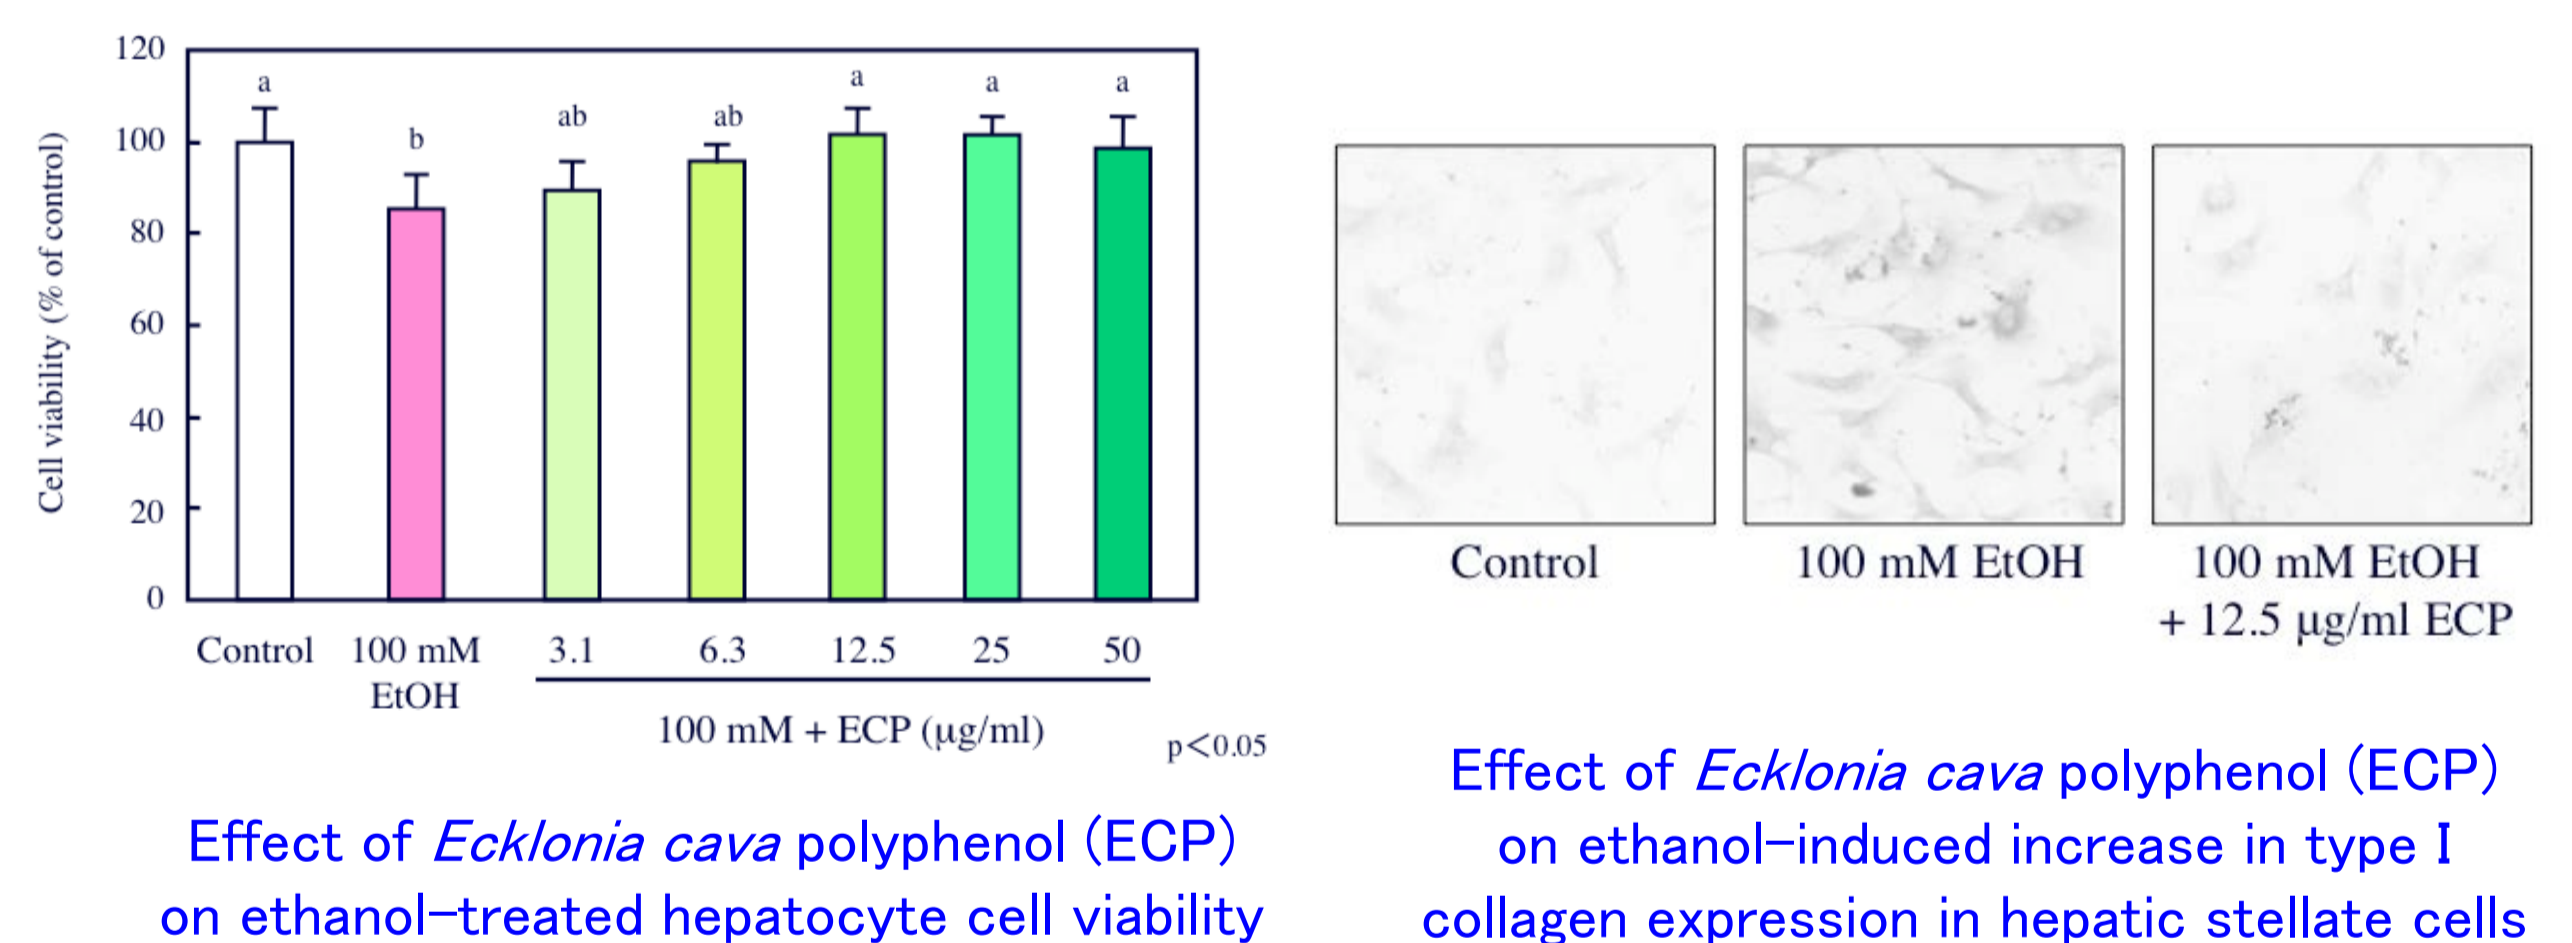 120
100
80
60
40
20
0
Cell viability (% of control)
a
b
ab
ab
a
a
a
Control
100 mM
EtOH
3.1
6.3
12.5
25
50
100 mM + ECP (μg/ml)
p<0.05
Effect of Ecklonia cava polyphenol (ECP)
on ethanol-treated hepatocyte cell viability
Control
100 mM EtOH
100 mM EtOH
+ 12.5 μg/ml ECP
Effect of Ecklonia cava polyphenol (ECP)
on ethanol-induced increase in type I
collagen expression in hepatic stellate cells